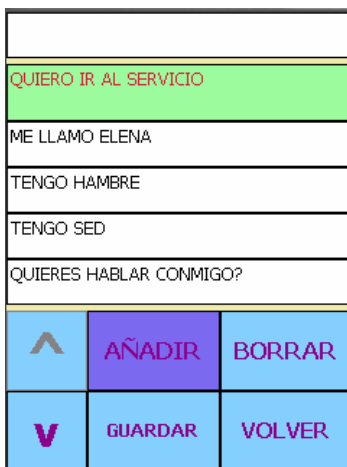 QUIERO IR AL SERVICIO
ME LLAMO ELENA
TENGO HAMBRE
TENGO SED
QUIERES HABLAR CONMIGO?
^ AÑADIR BORRAR
v GUARDAR VOLVER